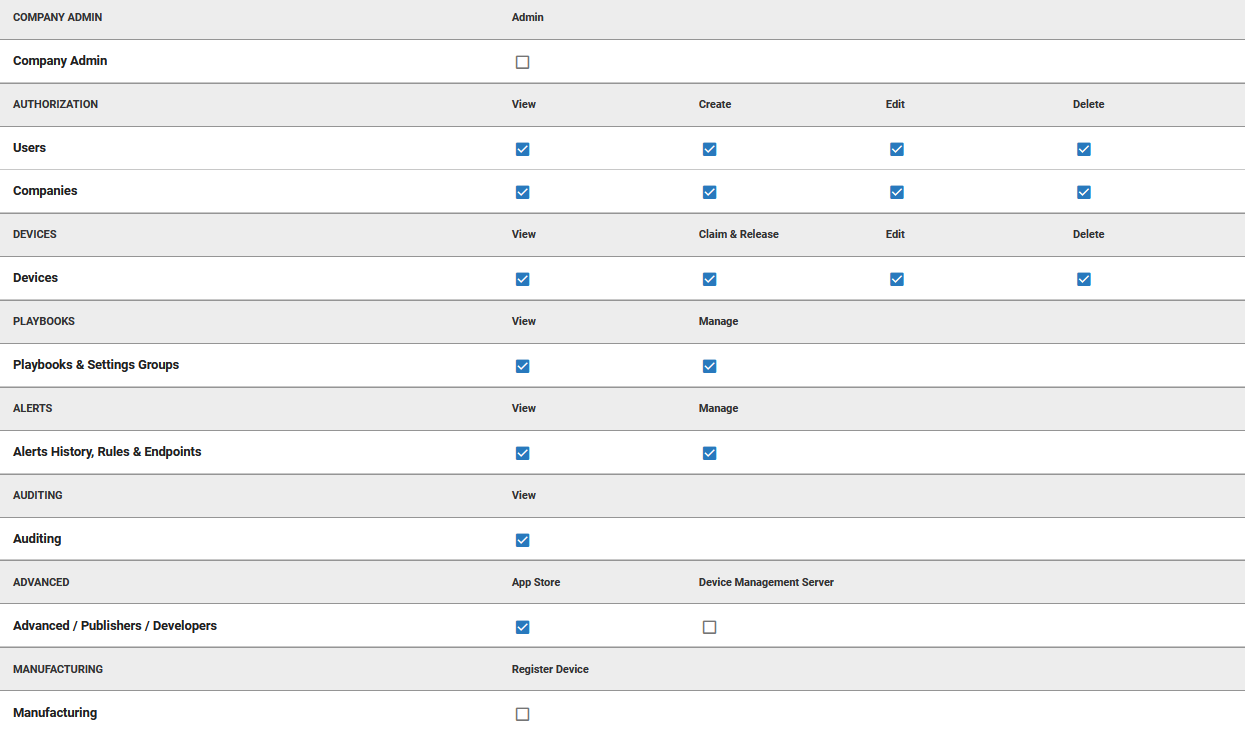 COMPANY ADMIN Admin
Company Admin
AUTHORIZATION View Create Edit Delete
Users
Companies
DEVICES View Claim & Release Edit Delete
Devices
PLAYBOOKS View Manage
Playbooks & Settings Groups
ALERTS View Manage
Alerts History, Rules & Endpoints
AUDITING View
Auditing
ADVANCED App Store Device Management Server
Advanced / Publishers / Developers
MANUFACTURING Register Device
Manufacturing